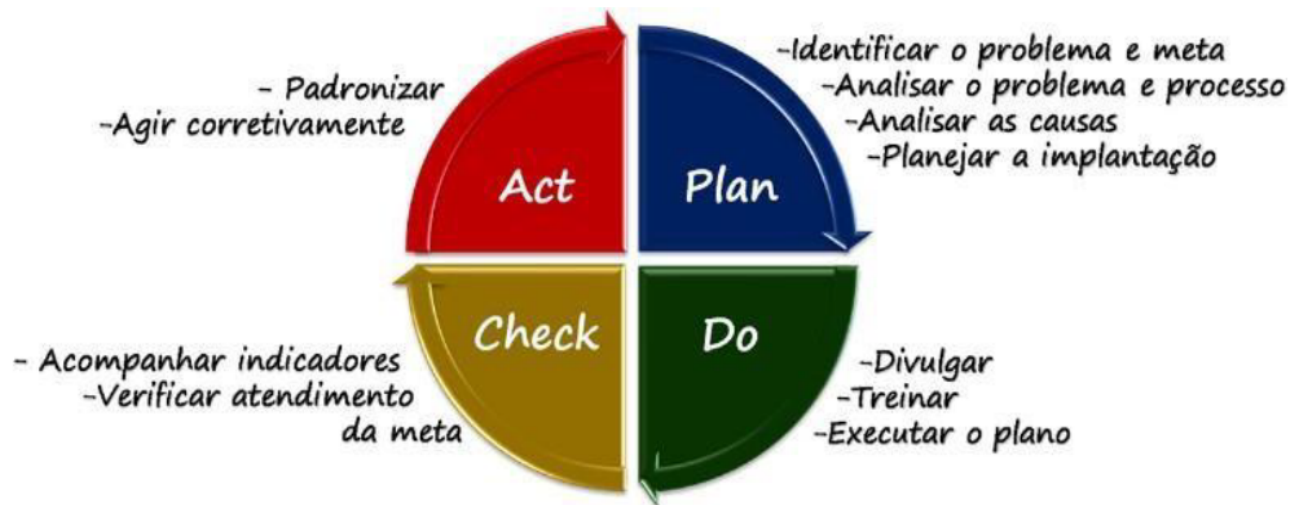 - Padronizar
-Agir corretivamente
Act
Plan
-Identificar o problema e meta
-Analisar o problema e processo
-Analisar as causas
-Planejar a implantação
- Acompanhar indicadores
-Verificar atendimento
da meta
Check
Do
-Divulgar
-Treinar
-Executar o plano